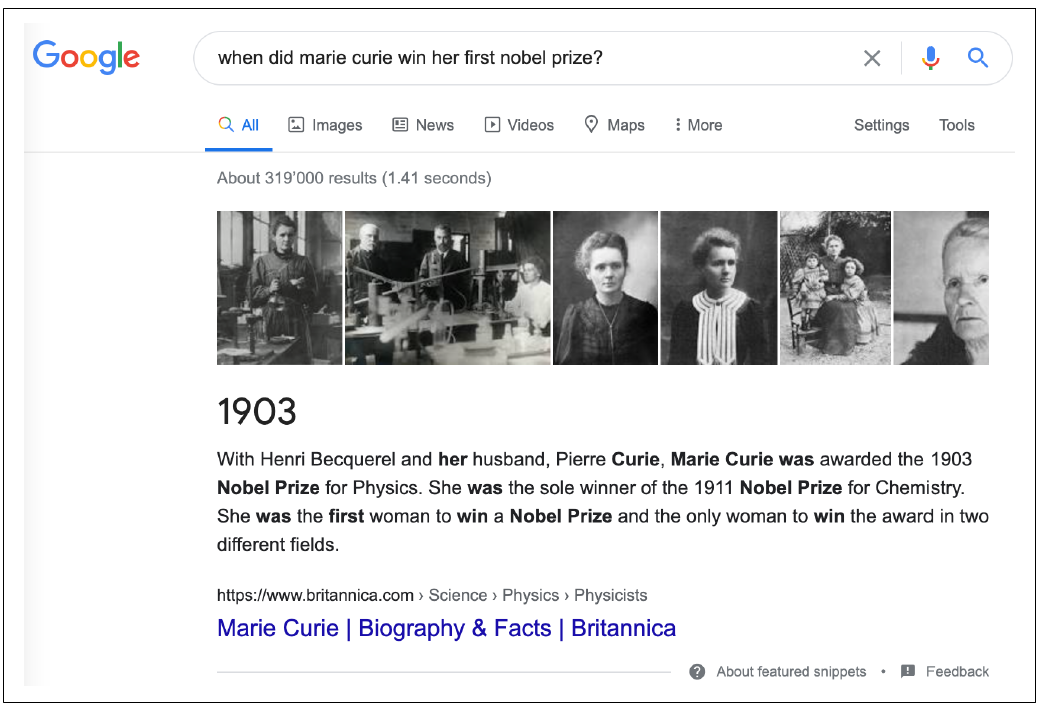 Google
when did marie curie win her first nobel prize?
All Images News Videos Maps More Settings Tools
About 319’000 results (1.41 seconds)
1903
With Henri Becquerel and her husband, Pierre Curie, Marie Curie was awarded the 1903
Nobel Prize for Physics. She was the sole winner of the 1911 Nobel Prize for Chemistry.
She was the first woman to win a Nobel Prize and the only woman to win the award in two
different fields.
https://www.britannica.com › Science › Physics › Physicists
Marie Curie | Biography & Facts | Britannica
About featured snippets • Feedback